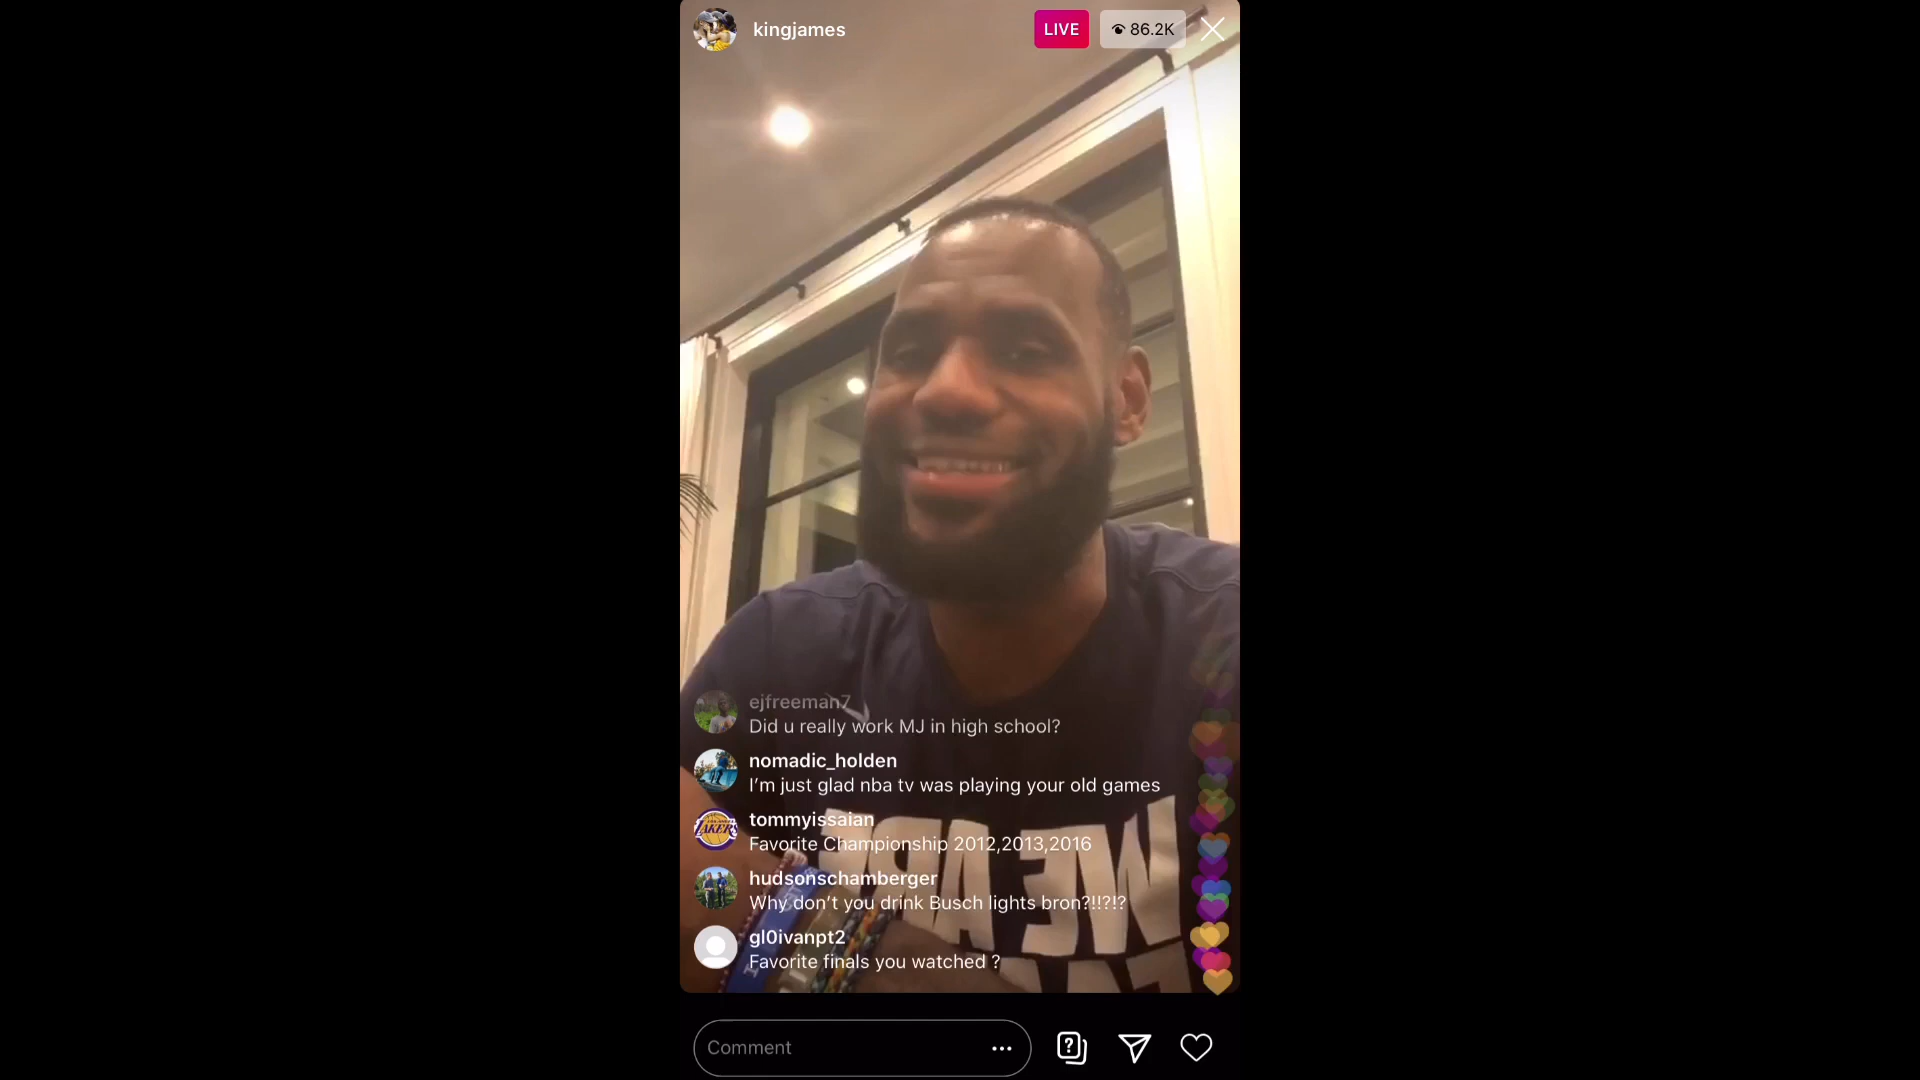 kingjames
LIVE
86.2K
ejfreeman7
Did u really work MJ in high school?
nomadic_holden
I’m just glad nba tv was playing your old games
tommyissaian
Favorite Championship 2012,2013,2016
hudsonschamberger
Why don’t you drink Busch lights bron?!!?!?
gl0ivanpt2
Favorite finals you watched ?
WE ARE
Comment